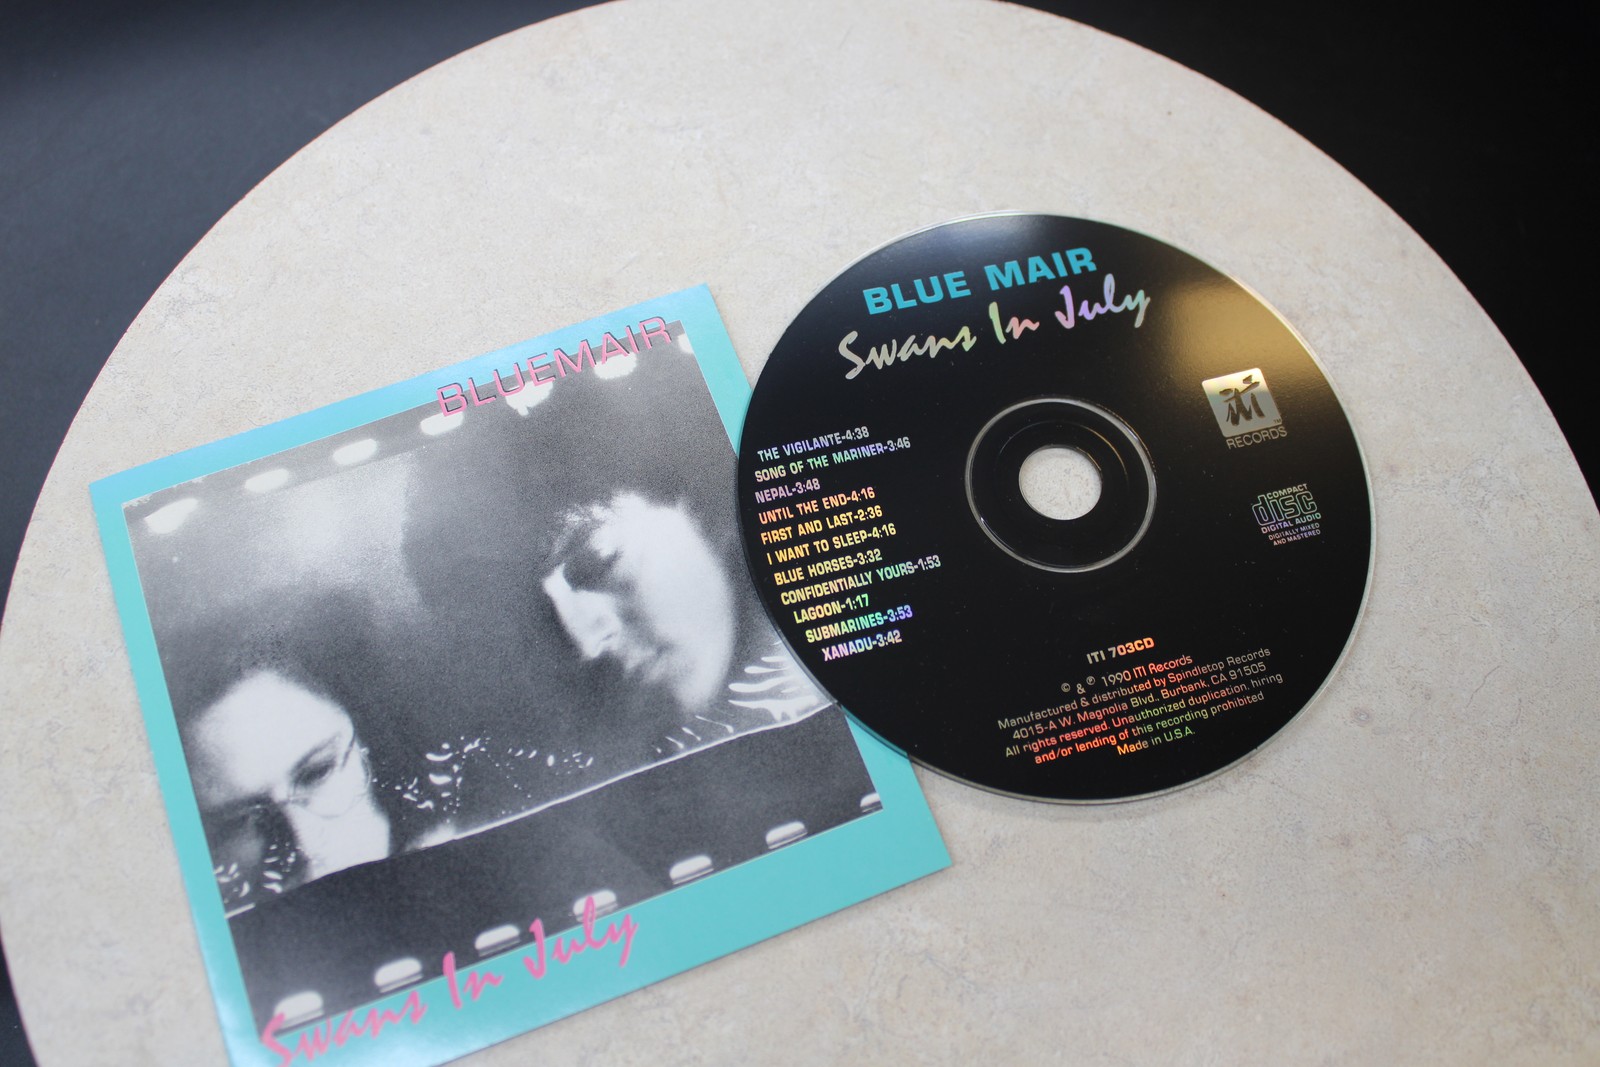 BLUEMAIR
Swans In July
BLUE MAIR
Swans In July
THE VIGILANTE-4:38
SONG OF THE MARINER-3:46
NEPAL-3:48
UNTIL THE END-4:16
FIRST AND LAST-2:36
I WANT TO SLEEP-4:16
BLUE HORSES-3:32
CONFIDENTIALLY YOURS-1:53
LAGOON-1:17
SUBMARINES-3:53
XANADU-3:42
iti
RECORDS
COMPACT
disc
DIGITAL AUDIO
DIGITALLY MIXED
AND MASTERED
ITI 703CD
© & ℗ 1990 ITI Records
Manufactured & distributed by Spindletop Records
4015-A W. Magnolia Blvd., Burbank, CA 91505
All rights reserved. Unauthorized duplication, hiring
and/or lending of this recording prohibited
Made in U.S.A.